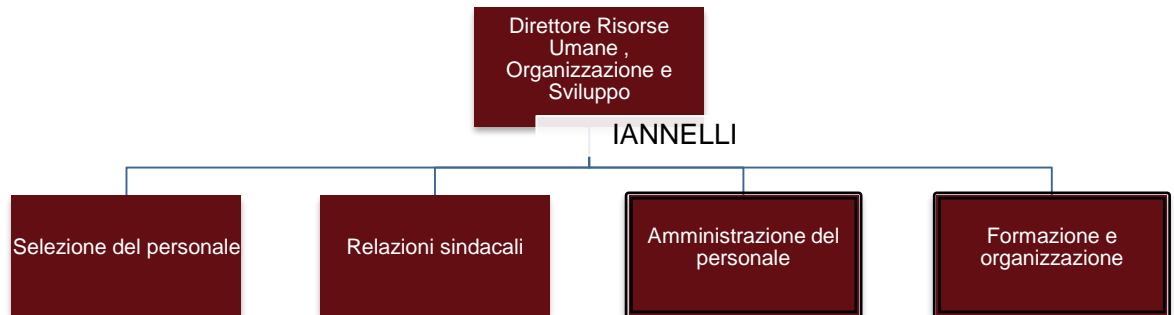 Direttore Risorse
Umane ,
Organizzazione e
Sviluppo
IANNELLI
Selezione del personale
Relazioni sindacali
Amministrazione del
personale
Formazione e
organizzazione